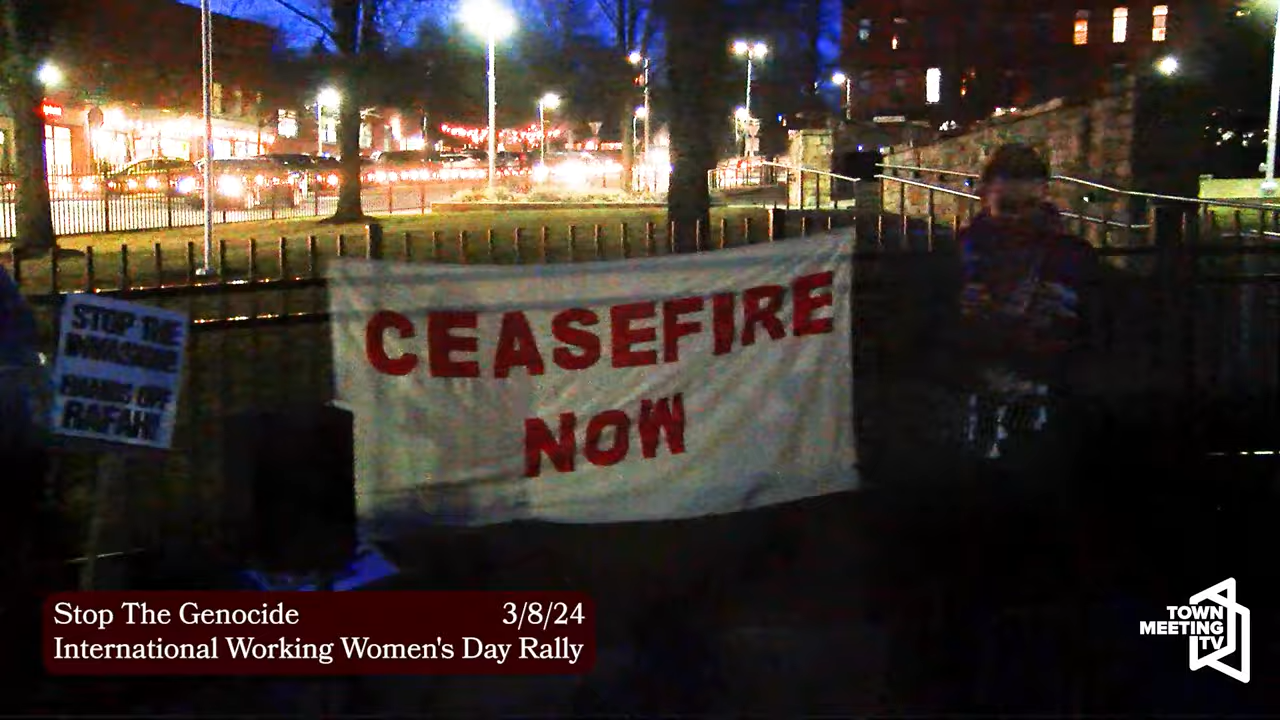 STOP THE
INVASION
HANDS OFF
RAFAH!
CEASEFIRE
NOW
Stop The Genocide 3/8/24
International Working Women's Day Rally
TOWN
MEETING
TV